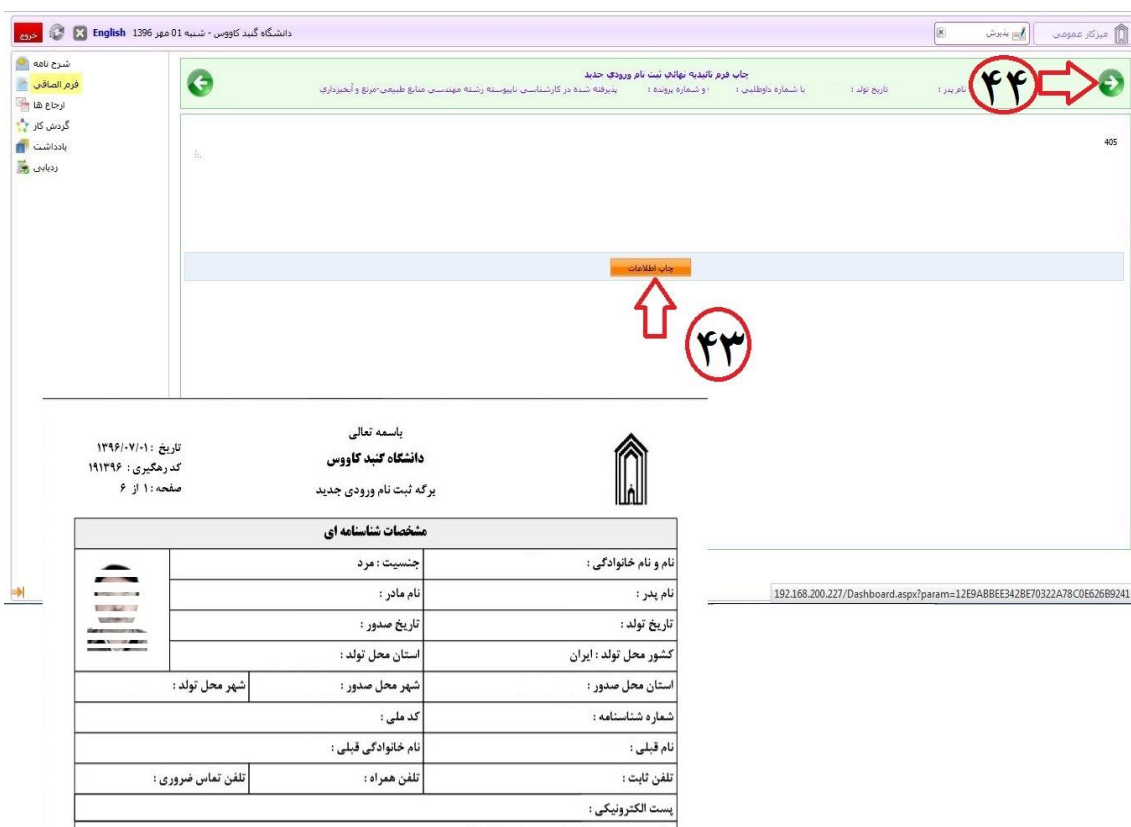 میزکار عمومی
پذیرش
دانشگاه گنبد کاووس - شنبه 01 مهر 1396 English
خروج
شرح نامه
فرم الصاقی
ارجاع ها
گردش کار
یادداشت
ردیابی
چاپ فرم تائیدیه نهائی ثبت نام ورودی جدید
نام پدر : تاریخ تولد : با شماره داوطلبی : و شماره پرونده : پذیرفته شده در کارشناسی ناپیوسته رشته مهندسی منابع طبیعی-مرتع و آبخیزداری
۴۴
405
چاپ اطلاعات
۴۳
192.168.200.227/Dashboard.aspx?param=12E9ABBEE342BE70322A78C0E626B9241
باسمه تعالی
دانشگاه گنبد کاووس
برگه ثبت نام ورودی جدید
تاریخ : ۱۳۹۶/۰۷/۰۱
کد رهگیری : ۱۹۱۳۹۶
صفحه : ۱ از ۶
مشخصات شناسنامه ای
نام و نام خانوادگی : جنسیت : مرد
نام پدر : نام مادر :
تاریخ تولد : تاریخ صدور :
کشور محل تولد : ایران استان محل تولد :
استان محل صدور : شهر محل صدور : شهر محل تولد :
شماره شناسنامه : کد ملی :
نام قبلی : نام خانوادگی قبلی :
تلفن ثابت : تلفن همراه : تلفن تماس ضروری :
پست الکترونیکی :